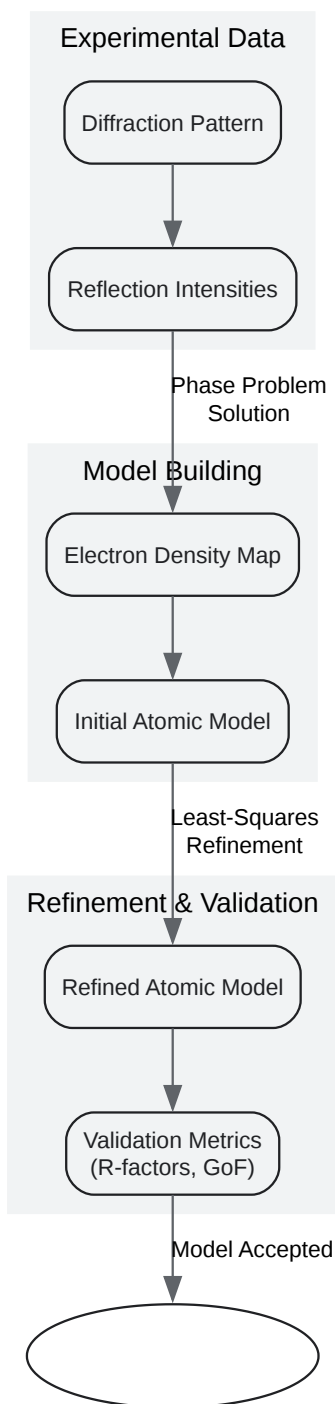 Experimental Data
Diffraction Pattern
Reflection Intensities
Phase Problem
Solution
Model Building
Electron Density Map
Initial Atomic Model
Least-Squares
Refinement
Refinement & Validation
Refined Atomic Model
Validation Metrics
(R-factors, GoF)
Model Accepted